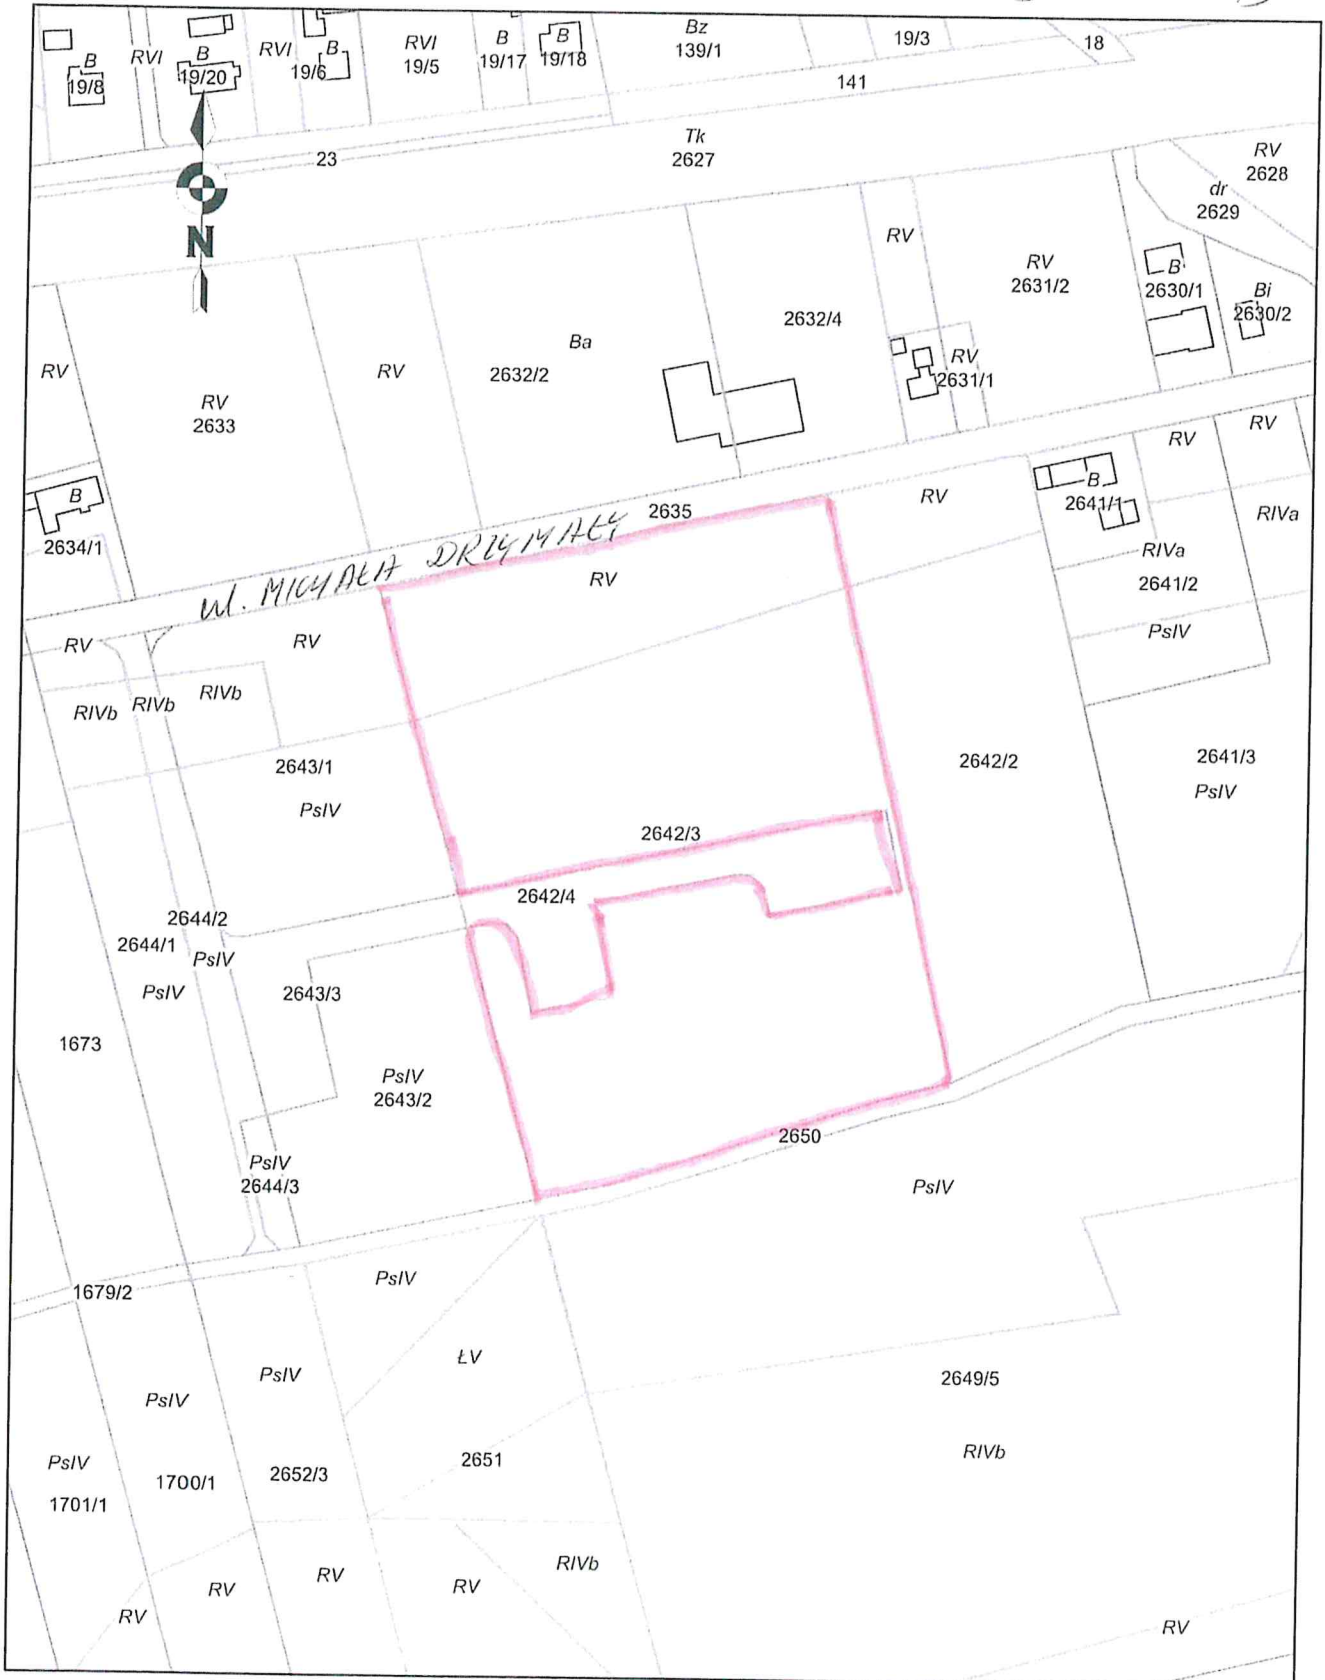 B
19/8
RVI
B
19/20
RVI
B
19/6
RVI
19/5
B
19/17
B
19/18
Bz
139/1
19/3
18
141
23
Tk
2627
RV
2628
dr
2629
N
RV
RV
2631/2
B
2630/1
Bi
2630/2
2632/4
Ba
2632/2
RV
RV
RV
2633
RV
2631/1
B
2634/1
2635
ul. MICHAŁA DRZYMAŁY
RV
RV
RV
RV
B
2641/1
RIVa
RIVa
2641/2
PsIV
RV
RV
RIVb
RIVb
RIVb
2643/1
PsIV
2642/2
2641/3
PsIV
2642/3
2642/4
2644/2
2644/1
PsIV
PsIV
2643/3
1673
PsIV
2643/2
2650
PsIV
2644/3
PsIV
1679/2
PsIV
ŁV
PsIV
PsIV
2649/5
PsIV
1701/1
1700/1
2652/3
2651
RIVb
RIVb
RV
RV
RV
RV
RV